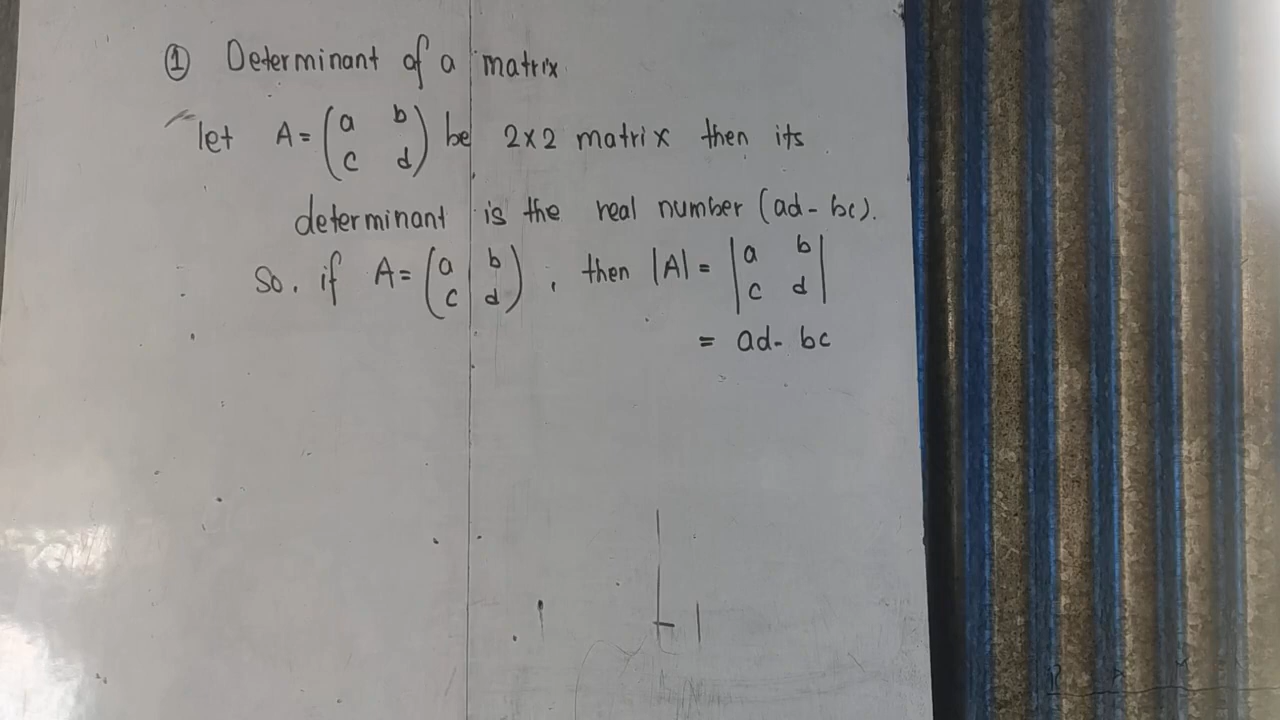 ① Determinant of a matrix
let A = (a b
c d) be 2×2 matrix then its
determinant is the real number (ad - bc).
So, if A = (a b
c d), then |A| = |a b
c d|
= ad - bc